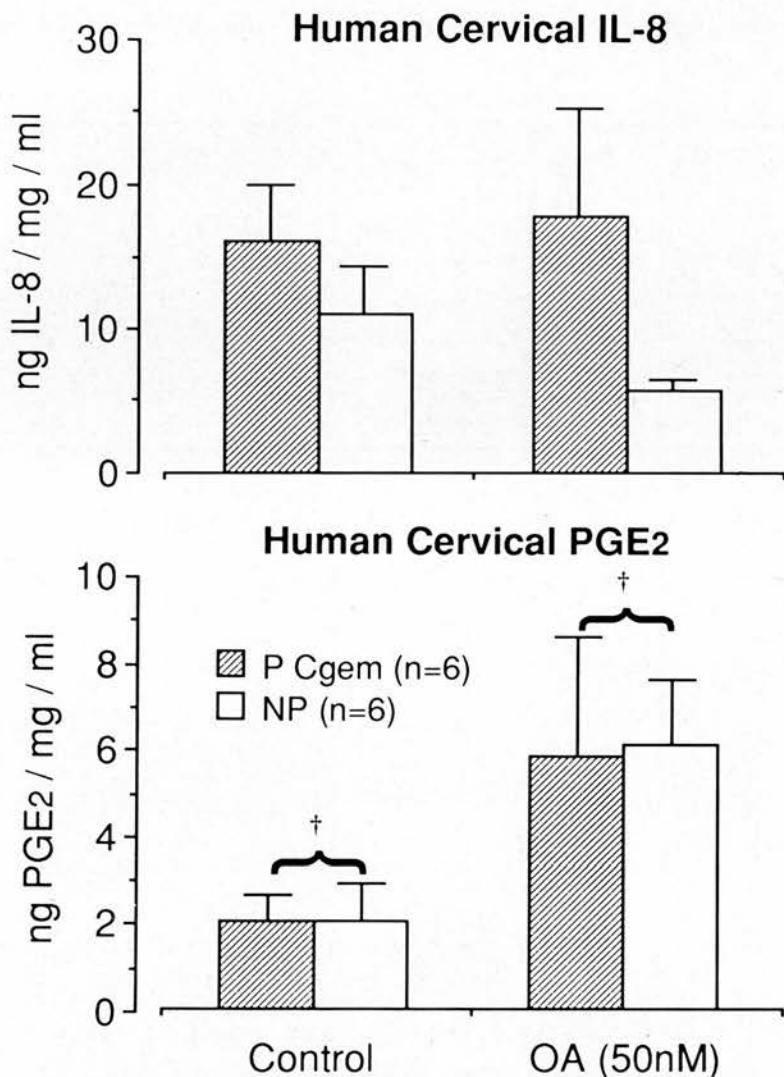 Human Cervical IL-8
30
20
10
0
ng IL-8 / mg / ml
Human Cervical PGE2
10
8
6
4
2
0
ng PGE2 / mg / ml
P Cgem (n=6)
NP (n=6)
†
†
Control OA (50nM)